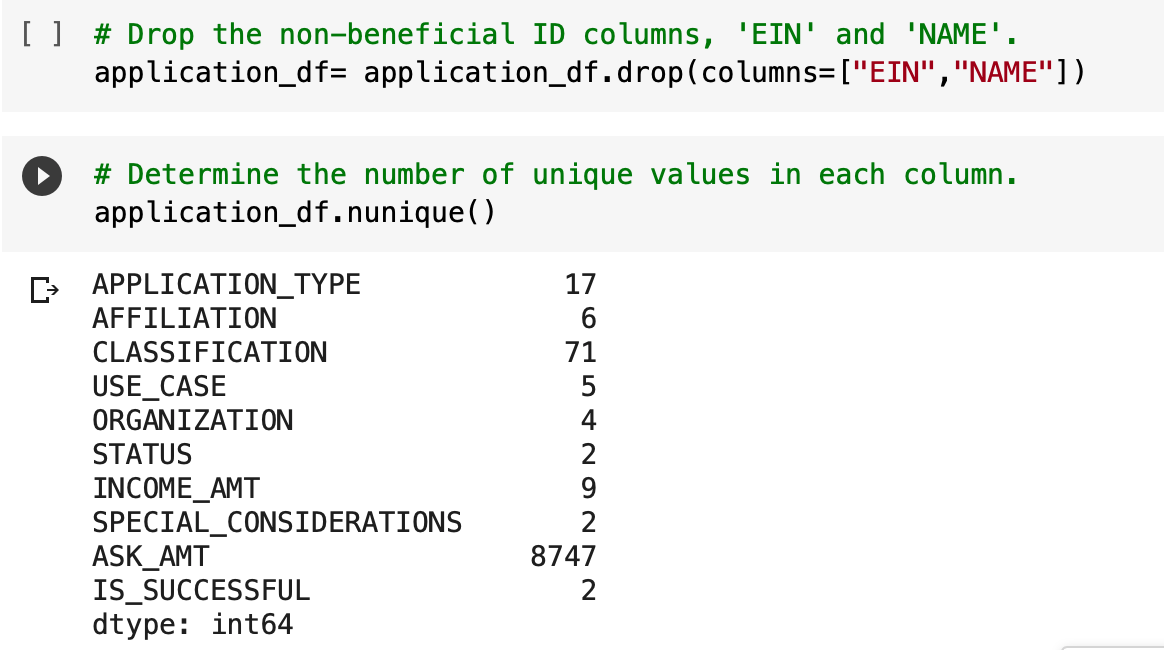 [ ] # Drop the non-beneficial ID columns, 'EIN' and 'NAME'.
application_df= application_df.drop(columns=["EIN","NAME"])
# Determine the number of unique values in each column.
application_df.nunique()
APPLICATION_TYPE 17
AFFILIATION 6
CLASSIFICATION 71
USE_CASE 5
ORGANIZATION 4
STATUS 2
INCOME_AMT 9
SPECIAL_CONSIDERATIONS 2
ASK_AMT 8747
IS_SUCCESSFUL 2
dtype: int64